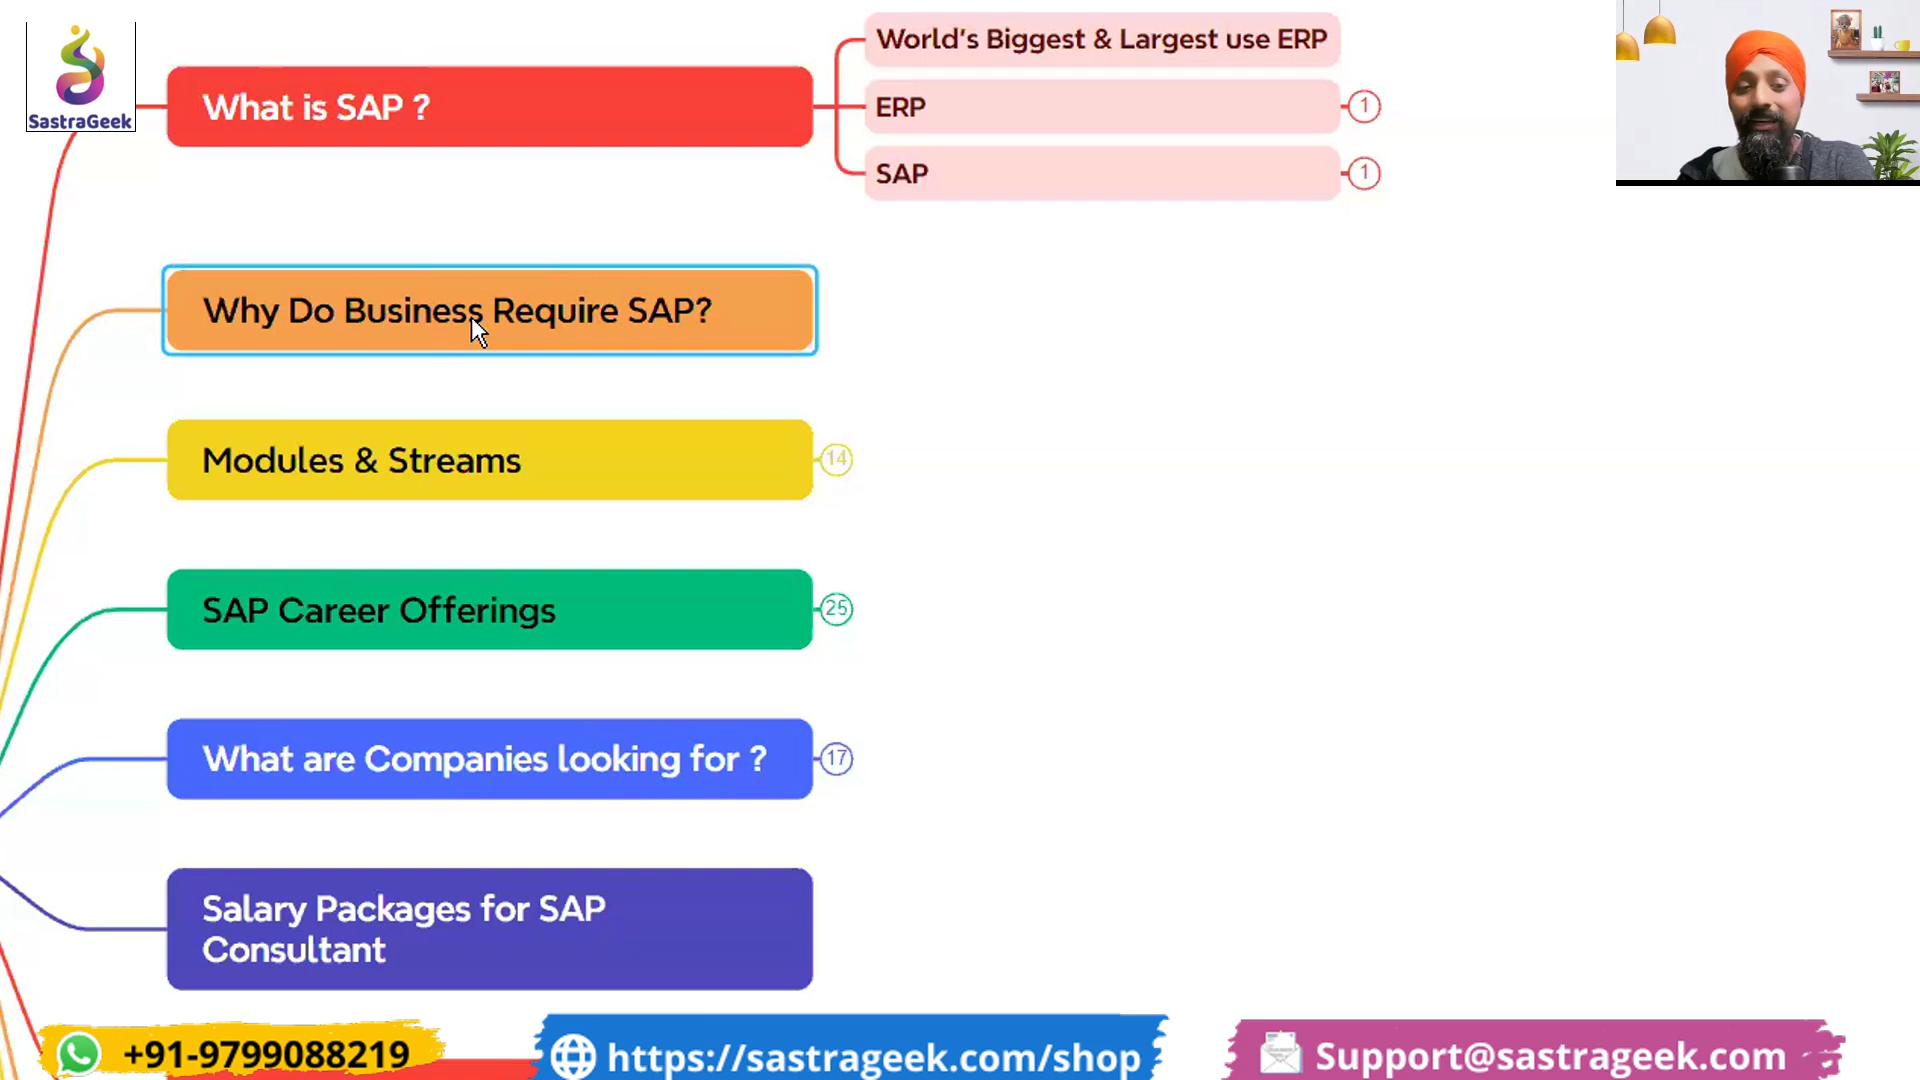 SastraGeek
What is SAP ?
World's Biggest & Largest use ERP
ERP
1
SAP
1
Why Do Business Require SAP?
Modules & Streams
14
SAP Career Offerings
25
What are Companies looking for ?
17
Salary Packages for SAP
Consultant
+91-9799088219
https://sastrageek.com/shop
Support@sastrageek.com